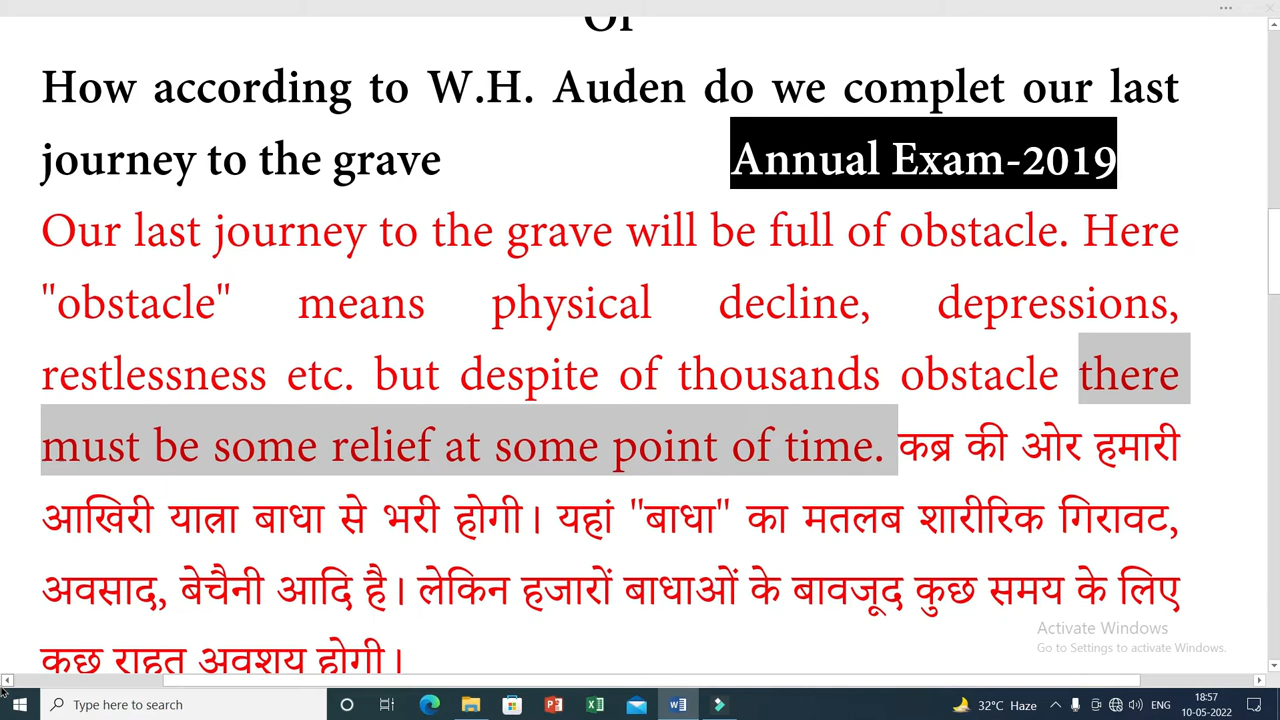 Or
How according to W.H. Auden do we complet our last
journey to the grave Annual Exam-2019
Our last journey to the grave will be full of obstacle. Here
"obstacle" means physical decline, depressions,
restlessness etc. but despite of thousands obstacle there
must be some relief at some point of time. कब्र की ओर हमारी
आखिरी यात्रा बाधा से भरी होगी। यहां "बाधा" का मतलब शारीरिक गिरावट,
अवसाद, बेचैनी आदि है। लेकिन हजारों बाधाओं के बावजूद कुछ समय के लिए
कुछ राहत अवश्य होगी।
Activate Windows
Go to Settings to activate Windows.
Type here to search
32°C Haze
ENG
18:57
10-05-2022